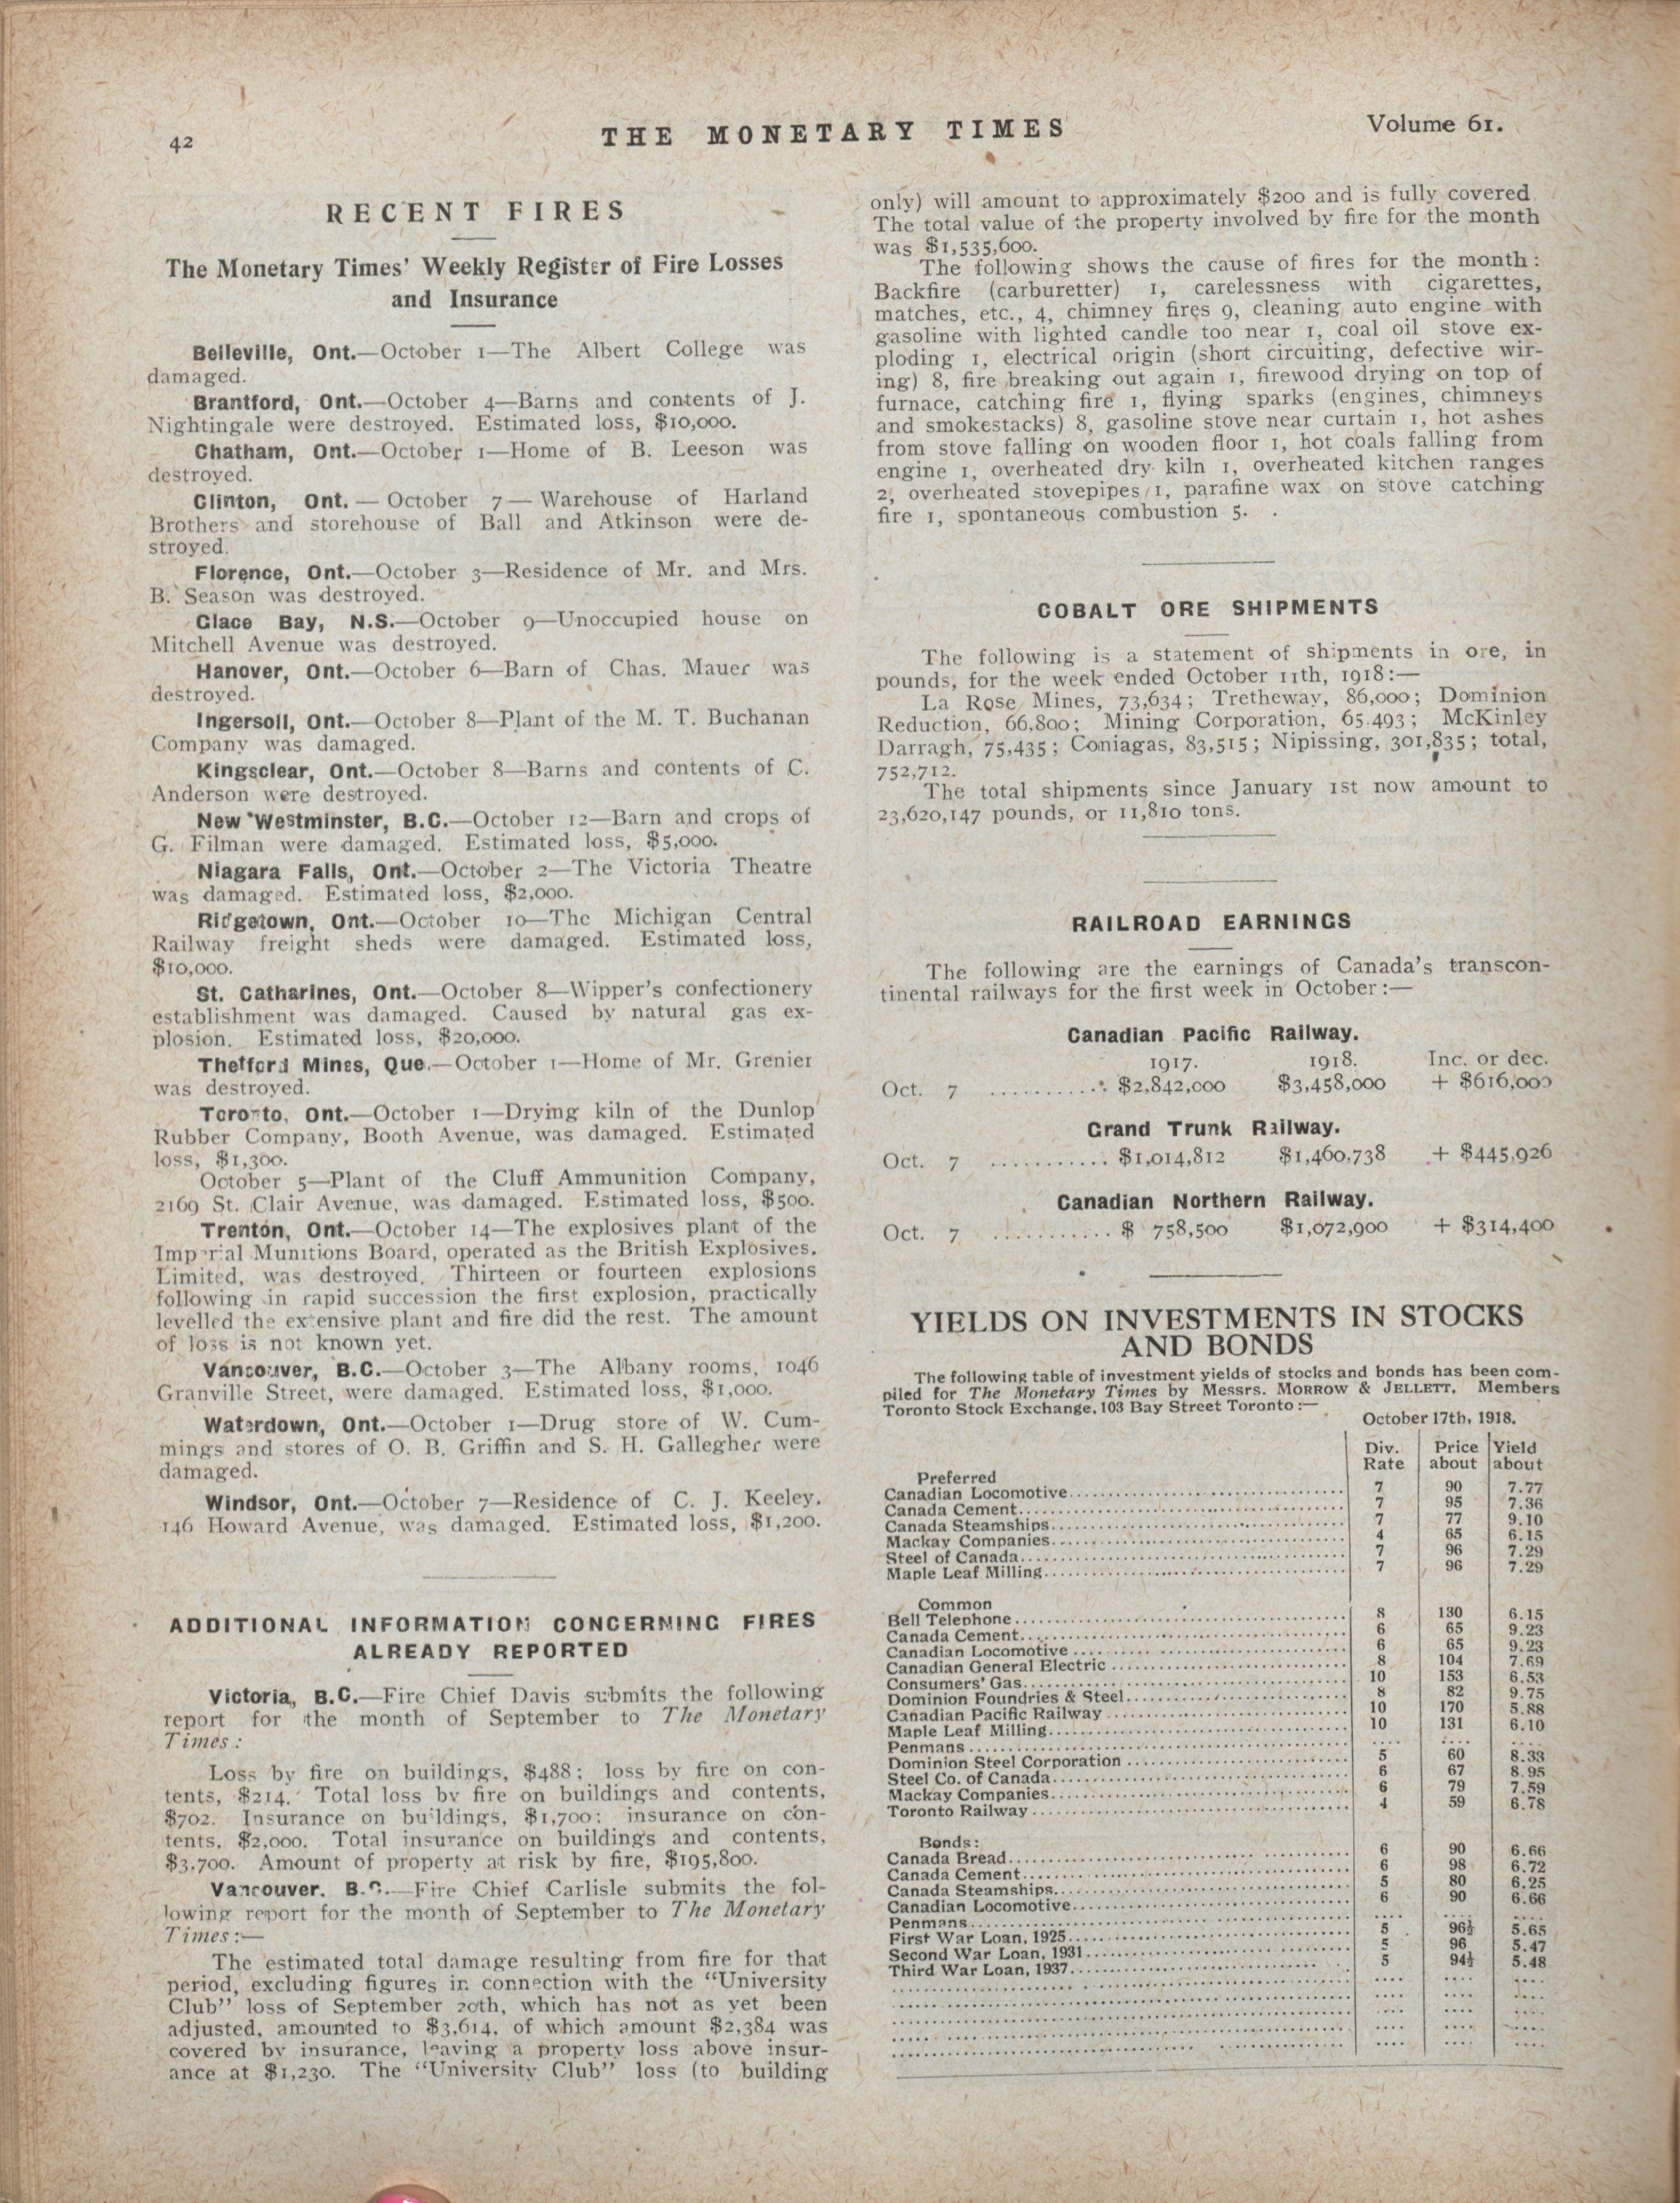 42
THE MONETARY TIMES
Volume 61.
RECENT FIRES
The Monetary Times' Weekly Register of Fire Losses
and Insurance
Belleville, Ont.—October 1—The Albert College was
damaged.
Brantford, Ont.—October 4—Barns and contents of J.
Nightingale were destroyed. Estimated loss, $10,000.
Chatham, Ont.—October 1—Home of B. Leeson was
destroyed.
Clinton, Ont. — October 7 — Warehouse of Harland
Brothers and storehouse of Ball and Atkinson were de-
stroyed.
Florence, Ont.—October 3—Residence of Mr. and Mrs.
B. Season was destroyed.
Glace Bay, N.S.—October 9—Unoccupied house on
Mitchell Avenue was destroyed.
Hanover, Ont.—October 6—Barn of Chas. Mauer was
destroyed.
Ingersoll, Ont.—October 8—Plant of the M. T. Buchanan
Company was damaged.
Kingsclear, Ont.—October 8—Barns and contents of C.
Anderson were destroyed.
New Westminster, B.C.—October 12—Barn and crops of
G. Filman were damaged. Estimated loss, $5,000.
Niagara Falls, Ont.—October 2—The Victoria Theatre
was damaged. Estimated loss, $2,000.
Ridgetown, Ont.—October 10—The Michigan Central
Railway freight sheds were damaged. Estimated loss,
$10,000.
St. Catharines, Ont.—October 8—Wipper's confectionery
establishment was damaged. Caused by natural gas ex-
plosion. Estimated loss, $20,000.
Thetford Mines, Que.—October 1—Home of Mr. Grenier
was destroyed.
Toronto, Ont.—October 1—Drying kiln of the Dunlop
Rubber Company, Booth Avenue, was damaged. Estimated
loss, $1,300.
October 5—Plant of the Cluff Ammunition Company,
2169 St. Clair Avenue, was damaged. Estimated loss, $500.
Trenton, Ont.—October 14—The explosives plant of the
Imperial Munitions Board, operated as the British Explosives,
Limited, was destroyed. Thirteen or fourteen explosions
following in rapid succession the first explosion, practically
levelled the extensive plant and fire did the rest. The amount
of loss is not known yet.
Vancouver, B.C.—October 3—The Albany rooms, 1046
Granville Street, were damaged. Estimated loss, $1,000.
Waterdown, Ont.—October 1—Drug store of W. Cum-
mings and stores of O. B. Griffin and S. H. Gallegher were
damaged.
Windsor, Ont.—October 7—Residence of C. J. Keeley,
146 Howard Avenue, was damaged. Estimated loss, $1,200.
ADDITIONAL INFORMATION CONCERNING FIRES
ALREADY REPORTED
Victoria, B.C.—Fire Chief Davis submits the following
report for the month of September to The Monetary
Times:
Loss by fire on buildings, $488; loss by fire on con-
tents, $214. Total loss by fire on buildings and contents,
$702. Insurance on buildings, $1,700; insurance on con-
tents, $2,000. Total insurance on buildings and contents,
$3,700. Amount of property at risk by fire, $195,800.
Vancouver, B.C.—Fire Chief Carlisle submits the fol-
lowing report for the month of September to The Monetary
Times:—
The estimated total damage resulting from fire for that
period, excluding figures in connection with the "University
Club" loss of September 20th, which has not as yet been
adjusted, amounted to $3,614, of which amount $2,384 was
covered by insurance, leaving a property loss above insur-
ance at $1,230. The "University Club" loss (to building
only) will amount to approximately $200 and is fully covered
The total value of the property involved by fire for the month
was $1,535,600.
The following shows the cause of fires for the month:
Backfire (carburetter) 1, carelessness with cigarettes,
matches, etc., 4, chimney fires 9, cleaning auto engine with
gasoline with lighted candle too near 1, coal oil stove ex-
ploding 1, electrical origin (short circuiting, defective wir-
ing) 8, fire breaking out again 1, firewood drying on top of
furnace, catching fire 1, flying sparks (engines, chimneys
and smokestacks) 8, gasoline stove near curtain 1, hot ashes
from stove falling on wooden floor 1, hot coals falling from
engine 1, overheated dry kiln 1, overheated kitchen ranges
2, overheated stovepipes 1, parafine wax on stove catching
fire 1, spontaneous combustion 5.
COBALT ORE SHIPMENTS
The following is a statement of shipments in ore, in
pounds, for the week ended October 11th, 1918:—
La Rose Mines, 73,634; Tretheway, 86,000; Dominion
Reduction, 66,800; Mining Corporation, 65,493; McKinley
Darragh, 75,435; Coniagas, 83,515; Nipissing, 301,835; total,
752,712.
The total shipments since January 1st now amount to
23,620,147 pounds, or 11,810 tons.
RAILROAD EARNINGS
The following are the earnings of Canada's transcon-
tinental railways for the first week in October:—
Canadian Pacific Railway.
1917. 1918. Inc. or dec.
Oct. 7 ........... $2,842,000 $3,458,000 + $616,000
Grand Trunk Railway.
Oct. 7 ........... $1,014,812 $1,460,738 + $445,926
Canadian Northern Railway.
Oct. 7 ........... $ 758,500 $1,072,900 + $314,400
YIELDS ON INVESTMENTS IN STOCKS
AND BONDS
The following table of investment yields of stocks and bonds has been com-
piled for The Monetary Times by Messrs. MORROW & JELLETT, Members
Toronto Stock Exchange, 103 Bay Street Toronto:—
October 17th, 1918.
Div. Price Yield
Rate about about
Preferred
Canadian Locomotive 7 90 7.77
Canada Cement 7 95 7.36
Canada Steamships 7 77 9.10
Mackay Companies 4 65 6.15
Steel of Canada 7 96 7.29
Maple Leaf Milling 7 96 7.29
Common
Bell Telephone 8 130 6.15
Canada Cement 6 65 9.23
Canadian Locomotive 6 65 9.23
Canadian General Electric 8 104 7.69
Consumers' Gas 10 153 6.53
Dominion Foundries & Steel 8 82 9.75
Canadian Pacific Railway 10 170 5.88
Maple Leaf Milling 10 131 6.10
Penmans .... .... ....
Dominion Steel Corporation 5 60 8.33
Steel Co. of Canada 6 67 8.95
Mackay Companies 6 79 7.59
Toronto Railway 4 59 6.78
Bonds:
Canada Bread 6 90 6.66
Canada Cement 6 98 6.72
Canada Steamships 5 80 6.25
Canadian Locomotive 6 90 6.66
Penmans .... .... ....
First War Loan, 1925 5 96½ 5.65
Second War Loan, 1931 5 96 5.47
Third War Loan, 1937 5 94½ 5.48